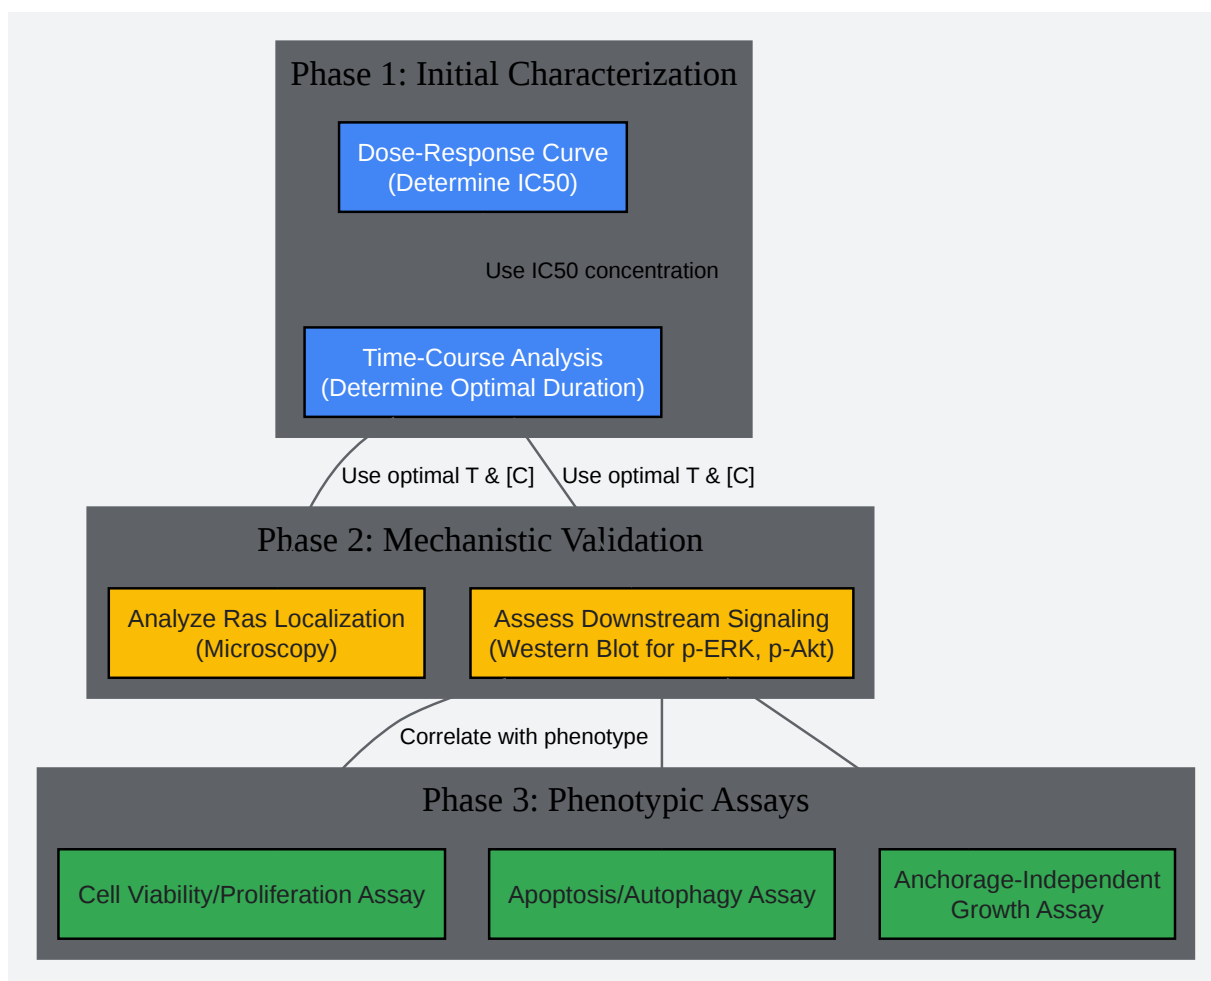 Phase 1: Initial Characterization
Dose-Response Curve
(Determine IC50)
Use IC50 concentration
Time-Course Analysis
(Determine Optimal Duration)
Use optimal T & [C]
Use optimal T & [C]
Phase 2: Mechanistic Validation
Analyze Ras Localization
(Microscopy)
Assess Downstream Signaling
(Western Blot for p-ERK, p-Akt)
Correlate with phenotype
Phase 3: Phenotypic Assays
Cell Viability/Proliferation Assay
Apoptosis/Autophagy Assay
Anchorage-Independent
Growth Assay